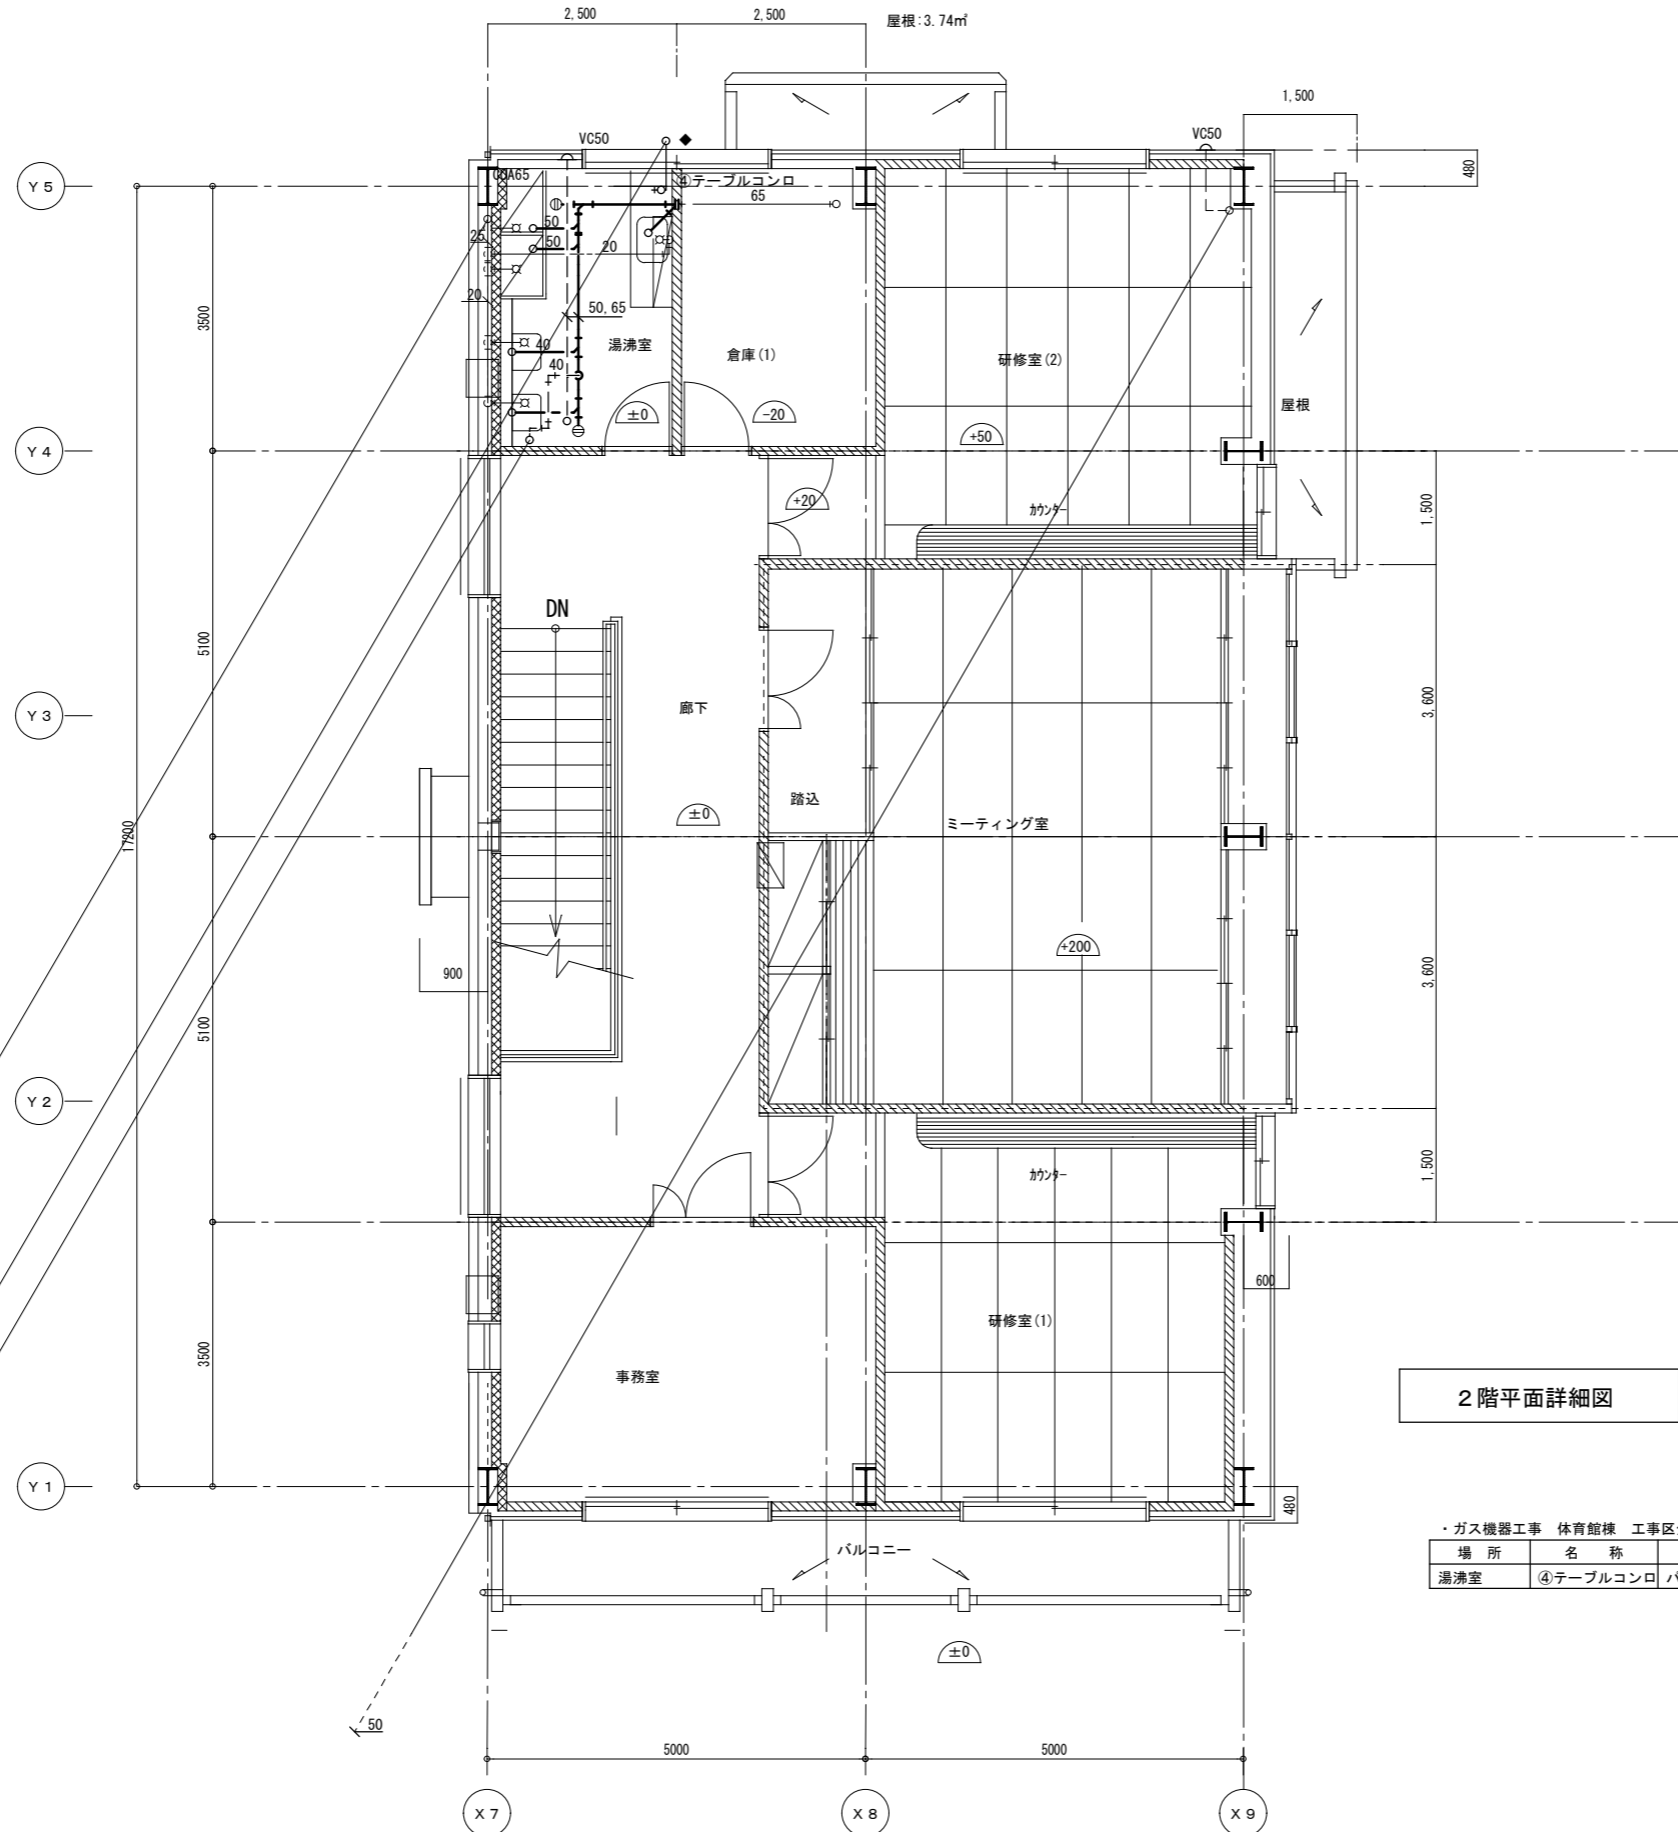 2,500
2,500
屋根:3.74㎡
1,500
VC50
◆
VC50
480
Y5
COA65
④テーブルコンロ
65
25
50
50
20
20
50,65
3500
湯沸室
倉庫(1)
研修室(2)
40
40
屋根
±0
-20
+50
Y4
+20
カウンター
1,500
DN
5100
3,600
Y3
廊下
踏込
±0
ミーティング室
17200
+200
900
3,600
5100
Y2
カウンター
1,500
600
研修室(1)
3500
事務室
2階平面詳細図
Y1
480
・ガス機器工事 体育館棟 工事区
場 所
名 称
湯沸室
④テーブルコンロ
バルコニー
±0
50
5000
5000
X7
X8
X9